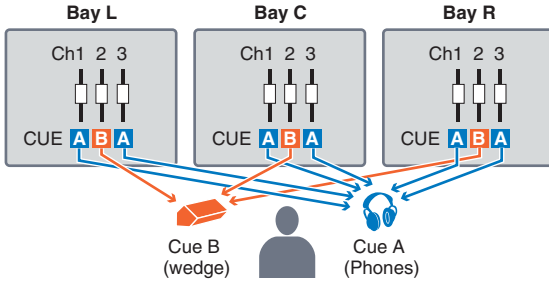 Bay L Bay C Bay R
Ch1 2 3 Ch1 2 3 Ch1 2 3
CUE A B A CUE A B A CUE A B A
Cue B
(wedge)
Cue A
(Phones)